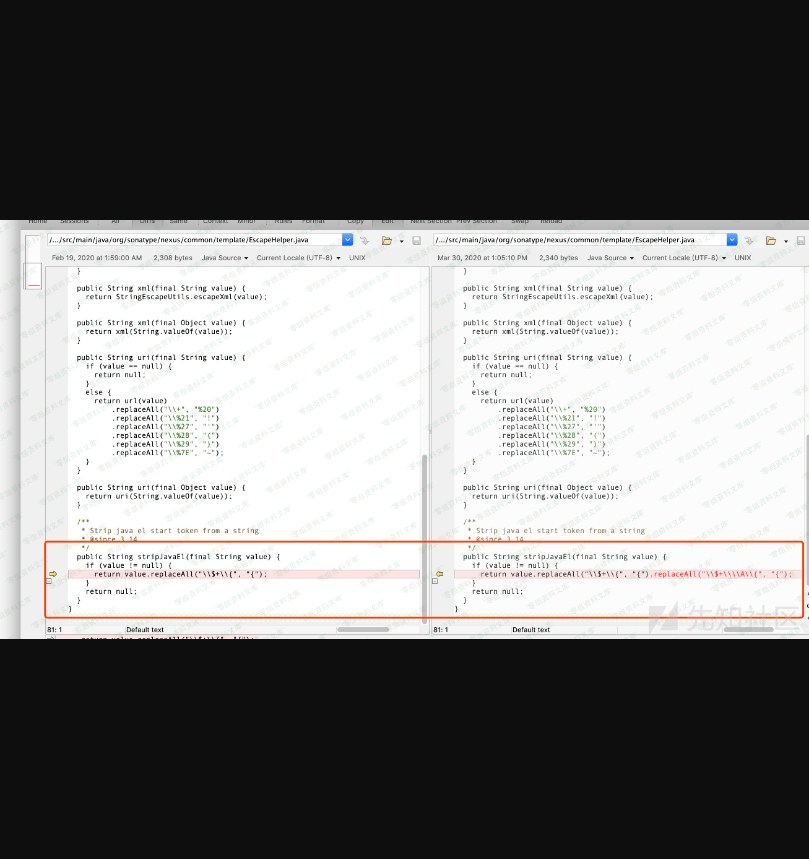 Home Sessions All Diffs Same Context Minor Rules Format Copy Edit Next Section Prev Section Swap Reload
/.../src/main/java/org/sonatype/nexus/common/template/EscapeHelper.java
Feb 19, 2020 at 1:59:00 AM 2,308 bytes Java Source Current Locale (UTF-8) UNIX
}
public String xml(final String value) {
return StringEscapeUtils.escapeXml(value);
}
public String xml(final Object value) {
return xml(String.valueOf(value));
}
public String uri(final String value) {
if (value == null) {
return null;
}
else {
return url(value)
.replaceAll("\\+", "%20")
.replaceAll("\\%21", "!")
.replaceAll("\\%27", "'")
.replaceAll("\\%28", "(")
.replaceAll("\\%29", ")")
.replaceAll("\\%7E", "~");
}
}
public String uri(final Object value) {
return uri(String.valueOf(value));
}
/**
* Strip java el start token from a string
* @since 3.14
*/
public String stripJavaEl(final String value) {
if (value != null) {
return value.replaceAll("\\$+\\{", "{");
}
return null;
}
}
81: 1 Default text
/.../src/main/java/org/sonatype/nexus/common/template/EscapeHelper.java
Mar 30, 2020 at 1:05:10 PM 2,340 bytes Java Source Current Locale (UTF-8) UNIX
}
public String xml(final String value) {
return StringEscapeUtils.escapeXml(value);
}
public String xml(final Object value) {
return xml(String.valueOf(value));
}
public String uri(final String value) {
if (value == null) {
return null;
}
else {
return url(value)
.replaceAll("\\+", "%20")
.replaceAll("\\%21", "!")
.replaceAll("\\%27", "'")
.replaceAll("\\%28", "(")
.replaceAll("\\%29", ")")
.replaceAll("\\%7E", "~");
}
}
public String uri(final Object value) {
return uri(String.valueOf(value));
}
/**
* Strip java el start token from a string
* @since 3.14
*/
public String stripJavaEl(final String value) {
if (value != null) {
return value.replaceAll("\\$+\\{", "{").replaceAll("\\$+\\\\A\\{", "{");
}
return null;
}
}
先知社区
81: 1 Default text
return value.replaceAll("\\$+\\{", "{");